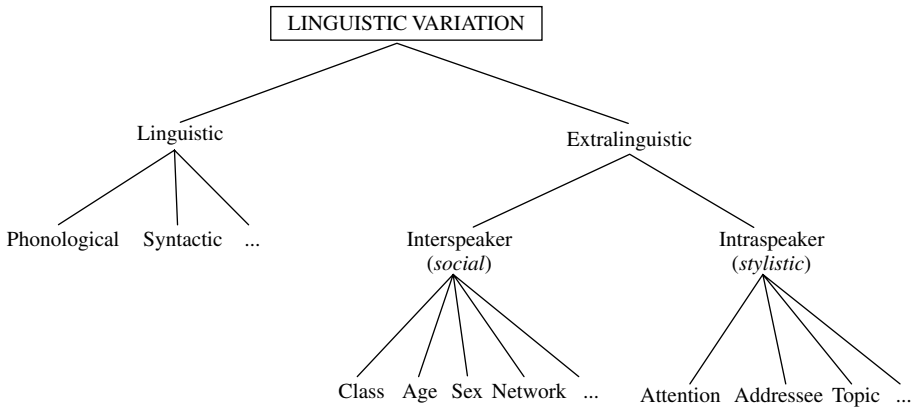 LINGUISTIC VARIATION
Linguistic
Extralinguistic
Phonological Syntactic ...
Interspeaker
(social)
Intraspeaker
(stylistic)
Class Age Sex Network ...
Attention Addressee Topic ...